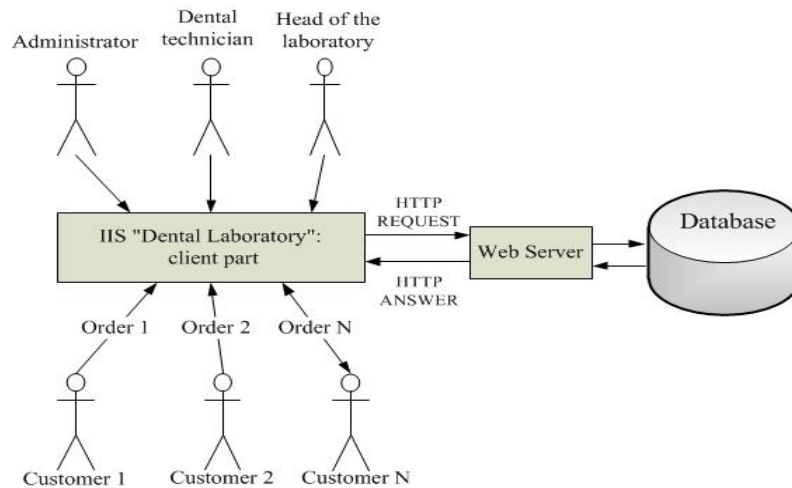 Administrator
Dental
technician
Head of the
laboratory
IIS "Dental Laboratory":
client part
HTTP
REQUEST
HTTP
ANSWER
Web Server
Database
Order 1
Order 2
Order N
Customer 1
Customer 2
Customer N